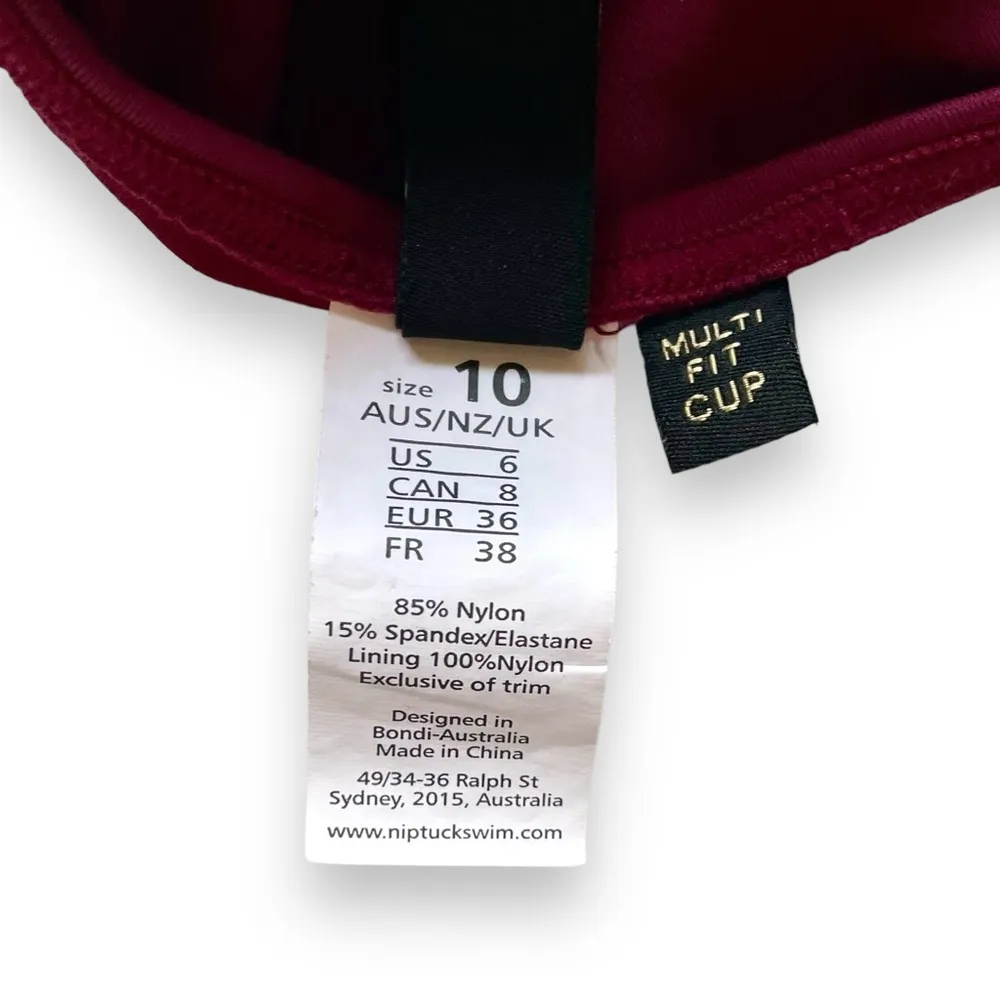 size 10
AUS/NZ/UK
US 6
CAN 8
EUR 36
FR 38
85% Nylon
15% Spandex/Elastane
Lining 100%Nylon
Exclusive of trim
Designed in
Bondi-Australia
Made in China
49/34-36 Ralph St
Sydney, 2015, Australia
www.niptuckswim.com
MULTI
FIT
CUP